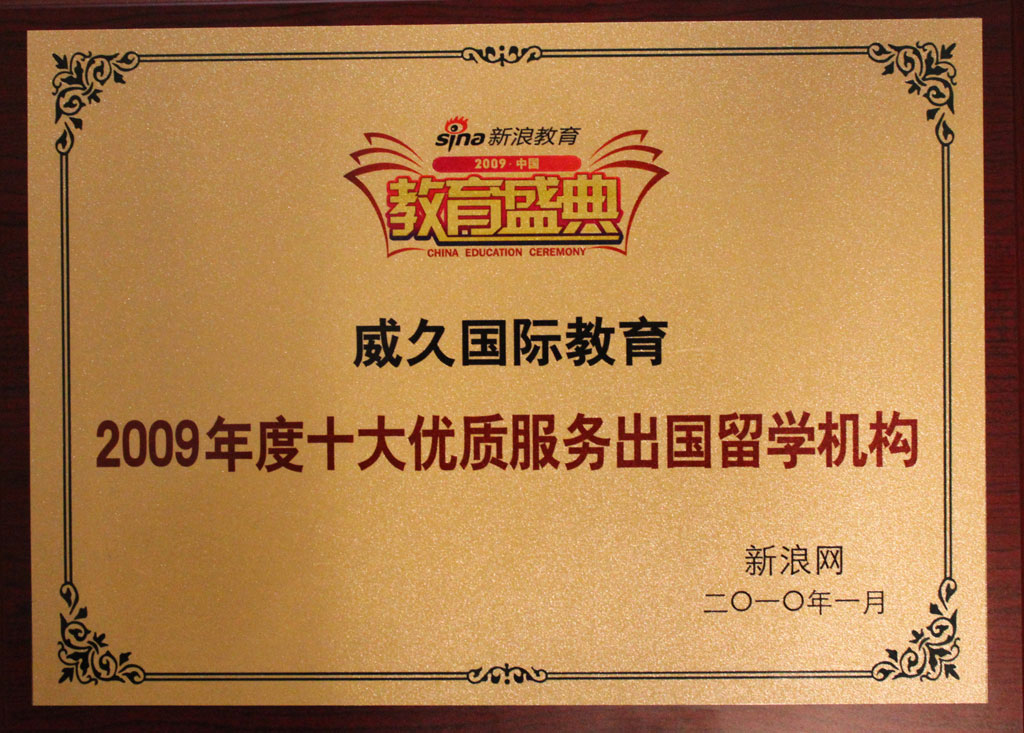 sina新浪教育
2009·中国
教育盛典
CHINA EDUCATION CEREMONY
威久国际教育
2009年度十大优质服务出国留学机构
新浪网
二〇一〇年一月